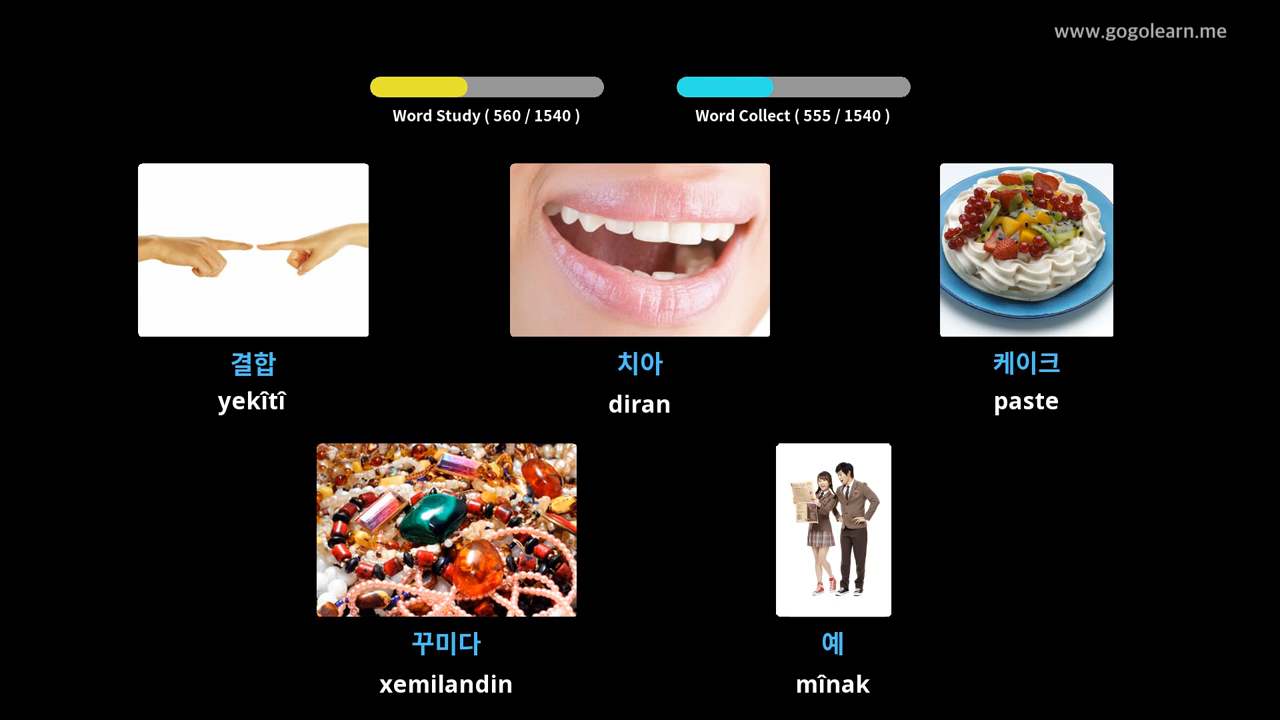 www.gogolearn.me
Word Study ( 560 / 1540 )
Word Collect ( 555 / 1540 )
결합
yekîtî
치아
diran
케이크
paste
꾸미다
xemilandin
예
mînak